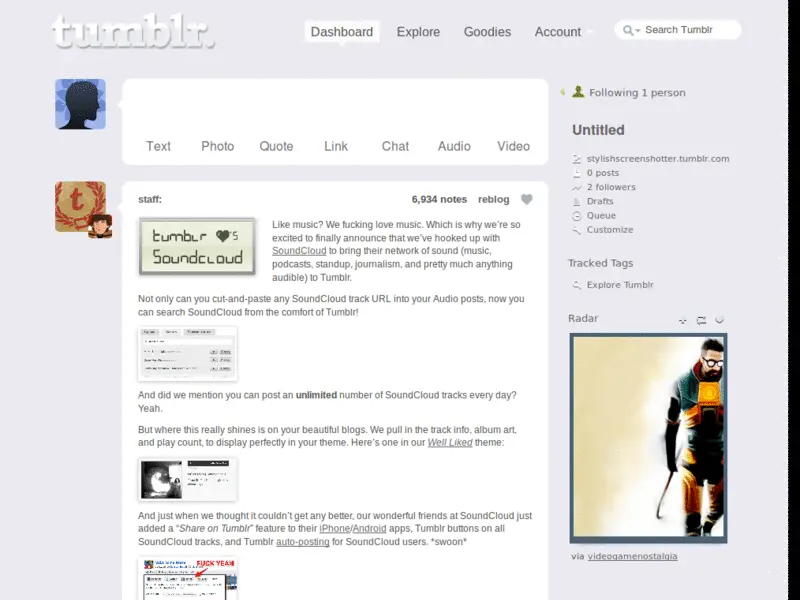 tumblr.
Dashboard Explore Goodies Account Search Tumblr
Text Photo Quote Link Chat Audio Video
staff: 6,934 notes reblog
tumblr ♥'s
Soundcloud
Like music? We fucking love music. Which is why we're so
excited to finally announce that we've hooked up with
SoundCloud to bring their network of sound (music,
podcasts, standup, journalism, and pretty much anything
audible) to Tumblr.
Not only can you cut-and-paste any SoundCloud track URL into your Audio posts, now you
can search SoundCloud from the comfort of Tumblr!
And did we mention you can post an unlimited number of SoundCloud tracks every day?
Yeah.
But where this really shines is on your beautiful blogs. We pull in the track info, album art,
and play count, to display perfectly in your theme. Here's one in our Well Liked theme:
And just when we thought it couldn't get any better, our wonderful friends at SoundCloud just
added a "Share on Tumblr" feature to their iPhone/Android apps, Tumblr buttons on all
SoundCloud tracks, and Tumblr auto-posting for SoundCloud users. *swoon*
FUCK YEAH!
Following 1 person
Untitled
stylishscreenshotter.tumblr.com
0 posts
2 followers
Drafts
Queue
Customize
Tracked Tags
Explore Tumblr
Radar
via videogamenostalgia